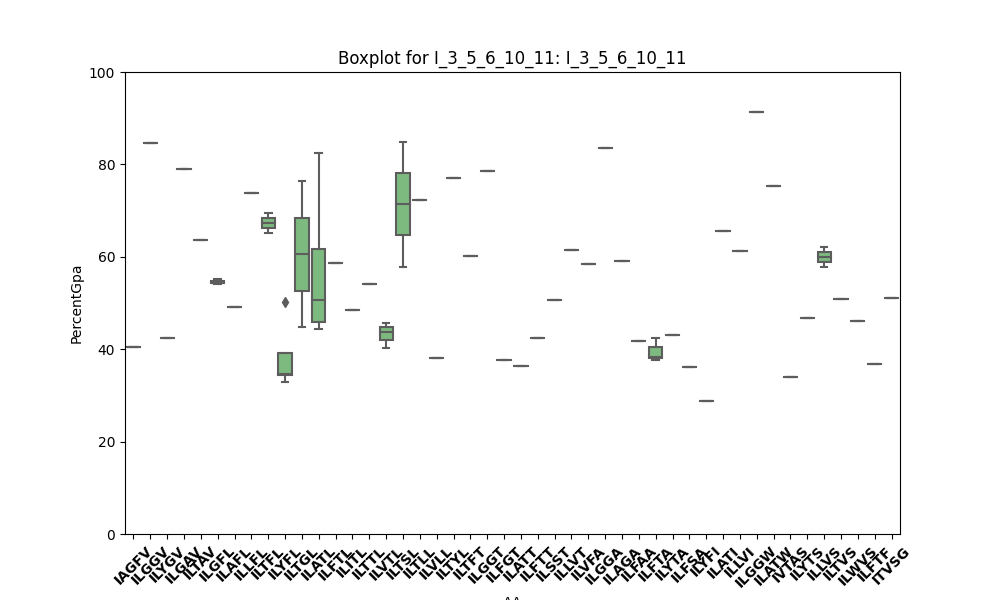 Boxplot for I_3_5_6_10_11: I_3_5_6_10_11
PercentGpa
100
80
60
40
20
0
IAGFV
ILGGV
ILYGV
ILGAV
ILTAV
ILGFL
ILAFL
ILLFL
ILTFL
ILYFL
ILTGL
ILATL
ILFTL
ILITL
ILTTL
ILVTL
ILTSL
ILTLL
ILVLL
ILTYL
ILTFT
ILGGT
ILFGT
ILATT
ILFTT
ILSST
ILLVT
ILVFA
ILGGA
ILAGA
ILFAA
ILFTA
ILYTA
ILFSA
ILYFI
ILATI
ILLVI
ILGGW
ILATW
IVTAS
ILYTS
ILLVS
ILTVS
ILWVS
ILFTF
ITVSG